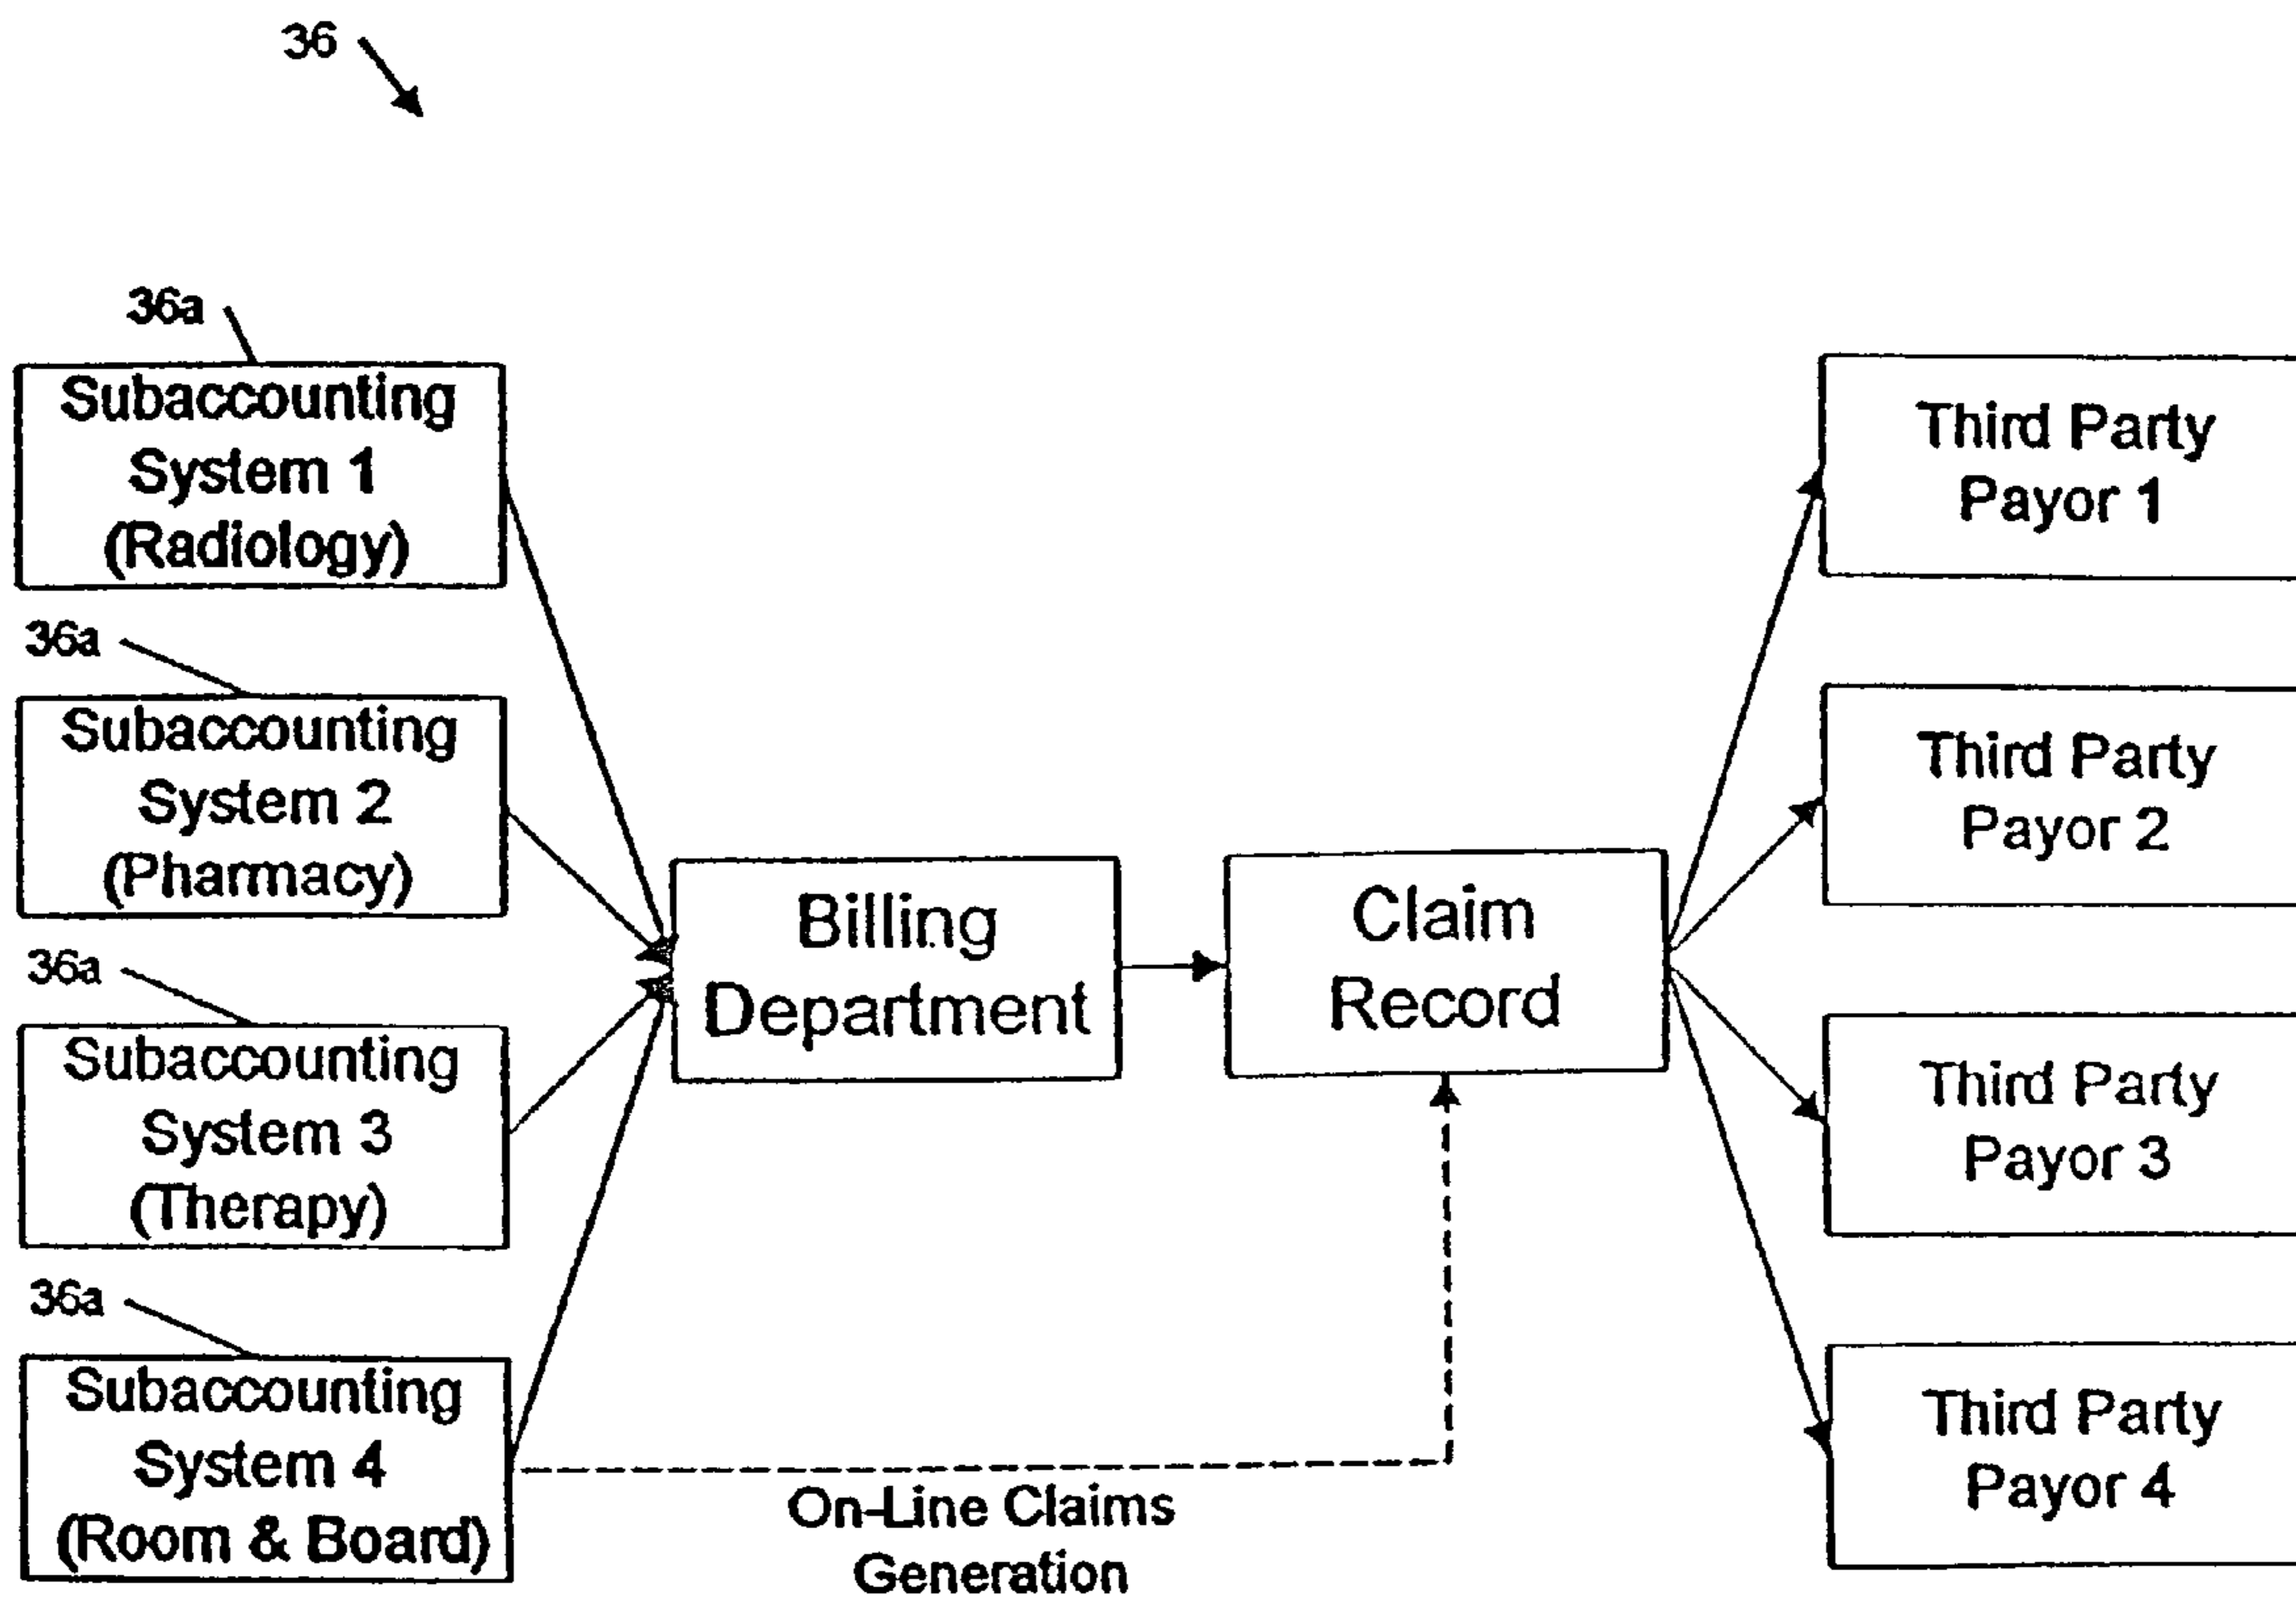 36
36a
Subaccounting
System 1
(Radiology)
36a
Subaccounting
System 2
(Pharmacy)
36a
Subaccounting
System 3
(Therapy)
36a
Subaccounting
System 4
(Room & Board)
Billing
Department
Claim
Record
On-Line Claims
Generation
Third Party
Payor 1
Third Party
Payor 2
Third Party
Payor 3
Third Party
Payor 4